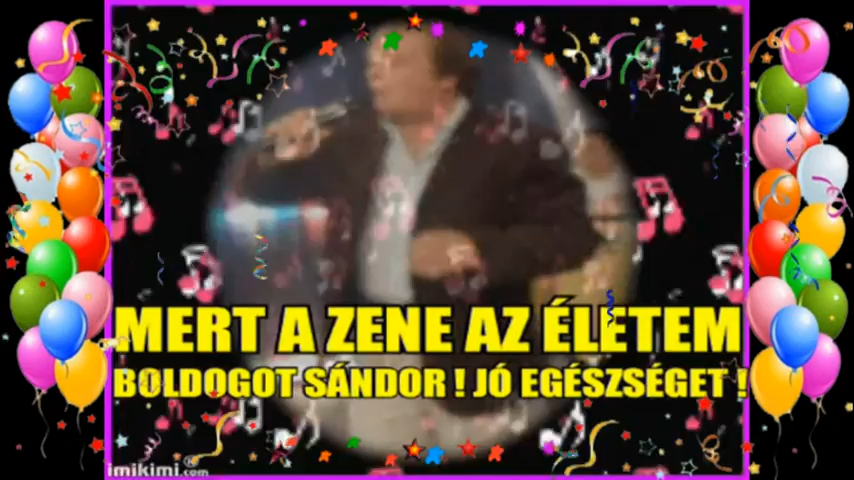 MERT A ZENE AZ ÉLETEM
BOLDOGOT SÁNDOR ! JÓ EGÉSZSÉGET !
imikimi.com